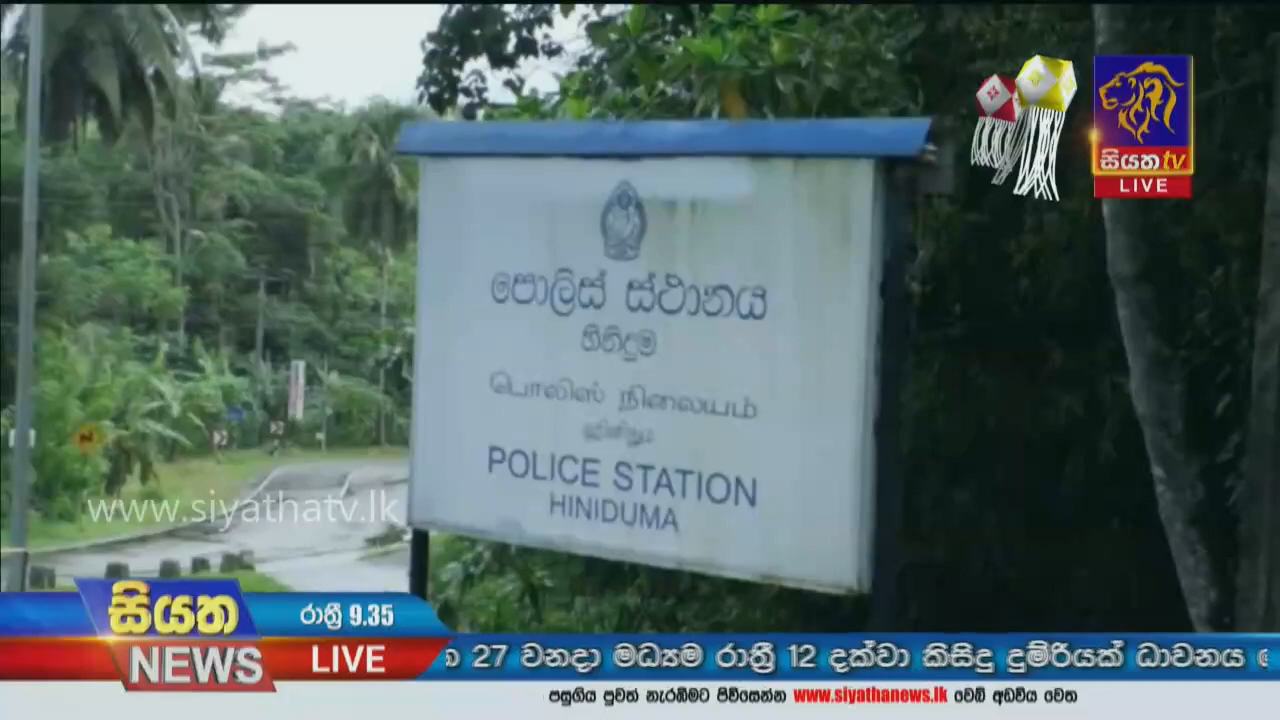 සියත tv
LIVE
පොලිස් ස්ථානය
හිනිදුම
பொலிஸ் நிலையம்
POLICE STATION
HINIDUMA
www.siyathatv.lk
සියත
NEWS
රාත්‍රී 9.35
LIVE
27 වනදා මධ්‍යම රාත්‍රී 12 දක්වා කිසිදු දුම්රියක් ධාවනය
පසුගිය පුවත් නැරඹීමට පිවිසෙන්න www.siyathanews.lk වෙබ් අඩවිය වෙත